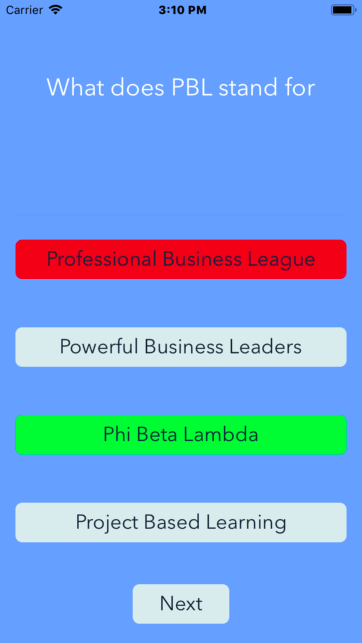 Carrier 3:10 PM
What does PBL stand for
Professional Business League
Powerful Business Leaders
Phi Beta Lambda
Project Based Learning
Next